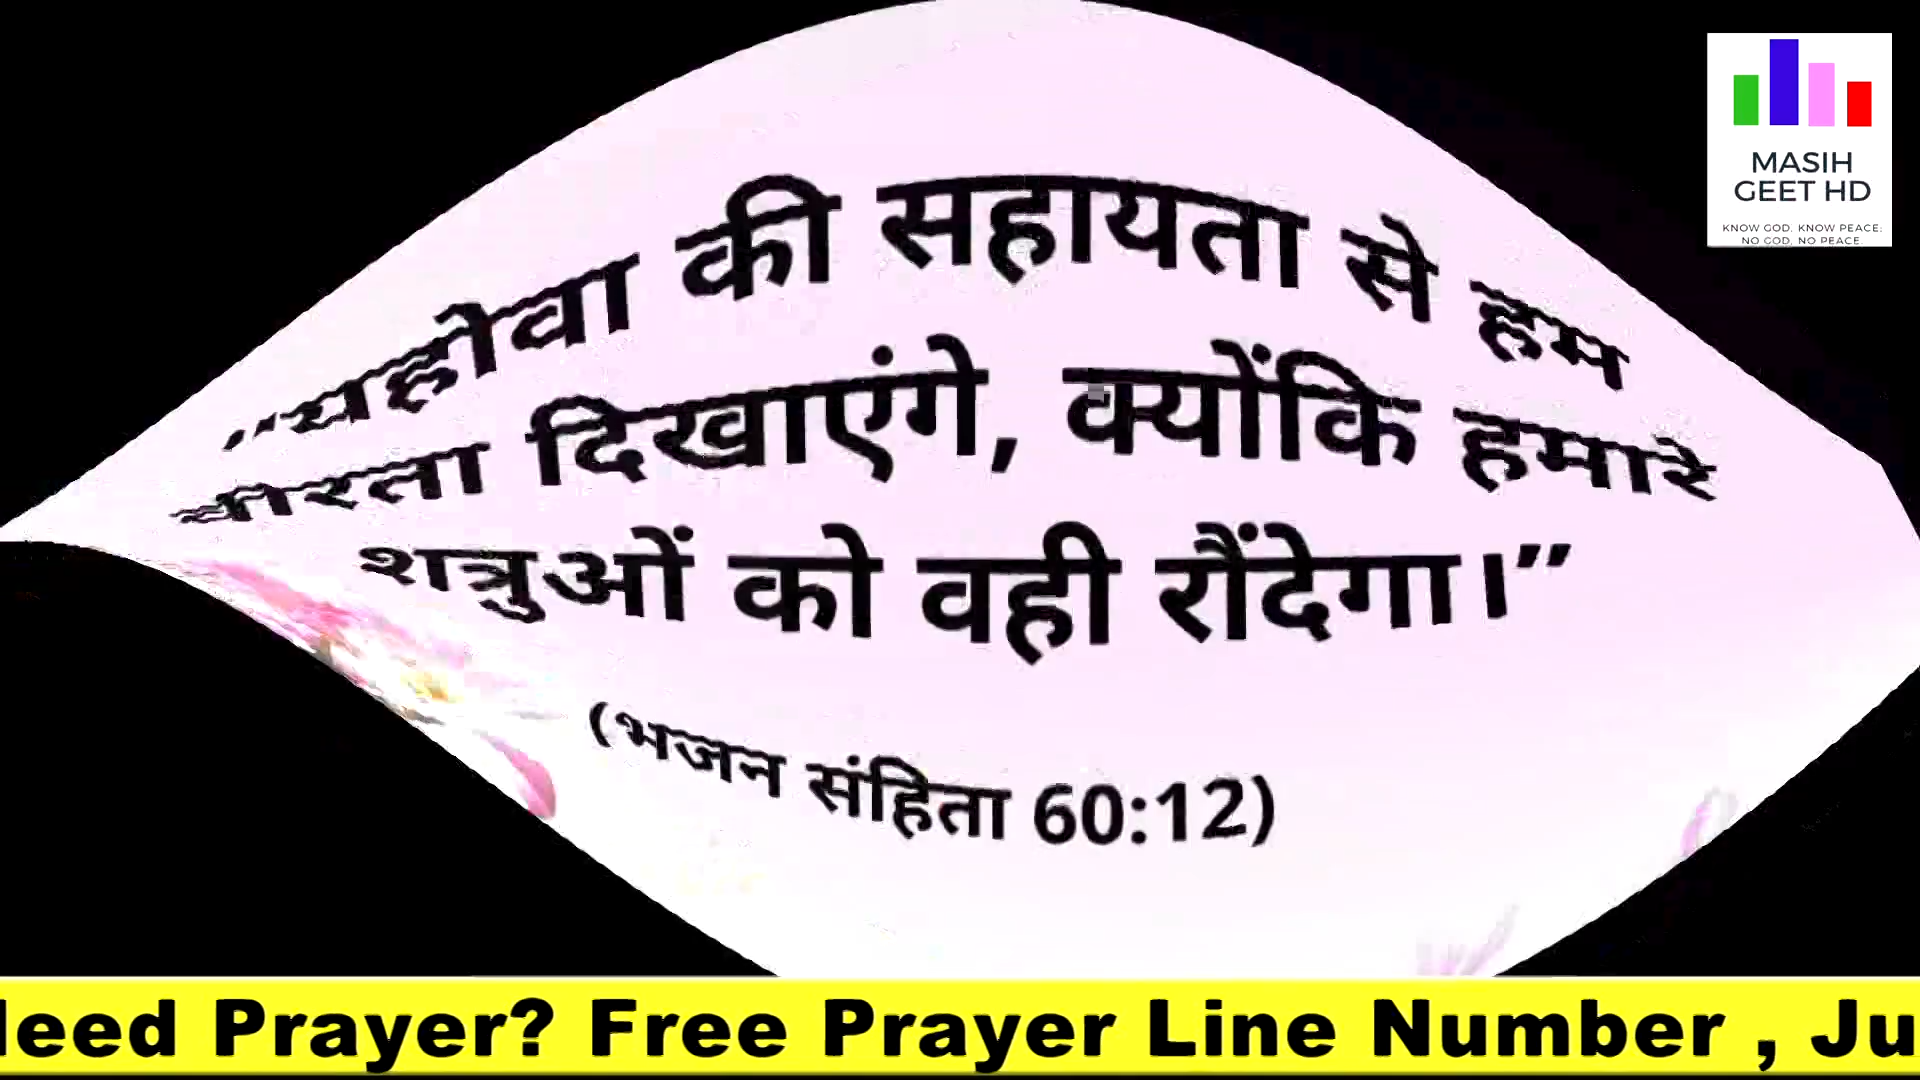 “यहोवा की सहायता से हम
वीरता दिखाएंगे, क्योंकि हमारे
शत्रुओं को वही रौंदेगा।”
(भजन संहिता 60:12)
MASIH
GEET HD
KNOW GOD, KNOW PEACE;
NO GOD, NO PEACE.
eed Prayer? Free Prayer Line Number , Ju